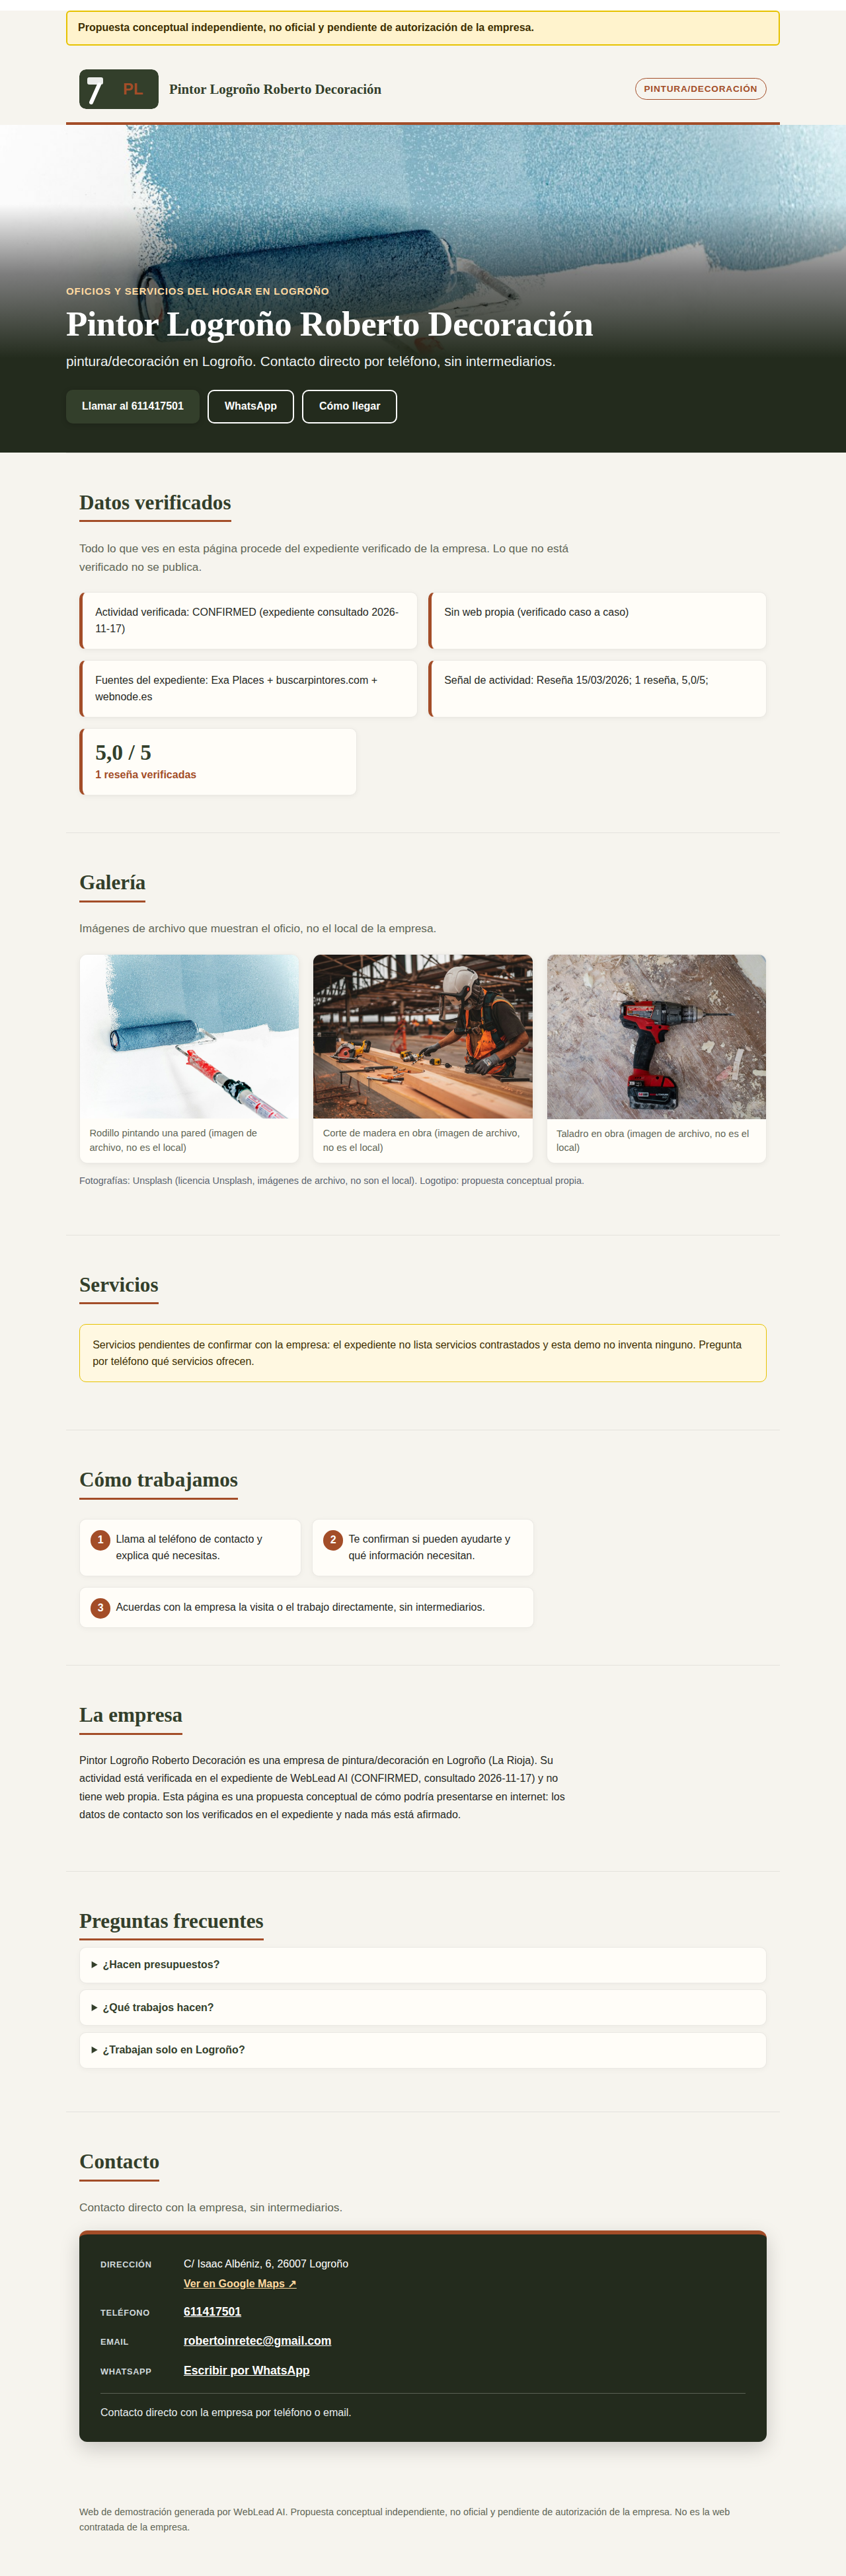 Propuesta conceptual independiente, no oficial y pendiente de autorización de la empresa.
PL
Pintor Logroño Roberto Decoración
PINTURA/DECORACIÓN
OFICIOS Y SERVICIOS DEL HOGAR EN LOGROÑO
Pintor Logroño Roberto Decoración
pintura/decoración en Logroño. Contacto directo por teléfono, sin intermediarios.
Llamar al 611417501
WhatsApp
Cómo llegar
Datos verificados
Todo lo que ves en esta página procede del expediente verificado de la empresa. Lo que no está
verificado no se publica.
Actividad verificada: CONFIRMED (expediente consultado 2026-
11-17)
Sin web propia (verificado caso a caso)
Fuentes del expediente: Exa Places + buscarpintores.com +
webnode.es
Señal de actividad: Reseña 15/03/2026; 1 reseña, 5,0/5;
5,0 / 5
1 reseña verificadas
Galería
Imágenes de archivo que muestran el oficio, no el local de la empresa.
Rodillo pintando una pared (imagen de
archivo, no es el local)
Corte de madera en obra (imagen de archivo,
no es el local)
Taladro en obra (imagen de archivo, no es el
local)
Fotografías: Unsplash (licencia Unsplash, imágenes de archivo, no son el local). Logotipo: propuesta conceptual propia.
Servicios
Servicios pendientes de confirmar con la empresa: el expediente no lista servicios contrastados y esta demo no inventa ninguno. Pregunta
por teléfono qué servicios ofrecen.
Cómo trabajamos
1
Llama al teléfono de contacto y
explica qué necesitas.
2
Te confirman si pueden ayudarte y
qué información necesitan.
3
Acuerdas con la empresa la visita o el trabajo directamente, sin intermediarios.
La empresa
Pintor Logroño Roberto Decoración es una empresa de pintura/decoración en Logroño (La Rioja). Su
actividad está verificada en el expediente de WebLead AI (CONFIRMED, consultado 2026-11-17) y no
tiene web propia. Esta página es una propuesta conceptual de cómo podría presentarse en internet: los
datos de contacto son los verificados en el expediente y nada más está afirmado.
Preguntas frecuentes
¿Hacen presupuestos?
¿Qué trabajos hacen?
¿Trabajan solo en Logroño?
Contacto
Contacto directo con la empresa, sin intermediarios.
DIRECCIÓN
C/ Isaac Albéniz, 6, 26007 Logroño
Ver en Google Maps ↗
TELÉFONO
611417501
EMAIL
robertoinretec@gmail.com
WHATSAPP
Escribir por WhatsApp
Contacto directo con la empresa por teléfono o email.
Web de demostración generada por WebLead AI. Propuesta conceptual independiente, no oficial y pendiente de autorización de la empresa. No es la web
contratada de la empresa.